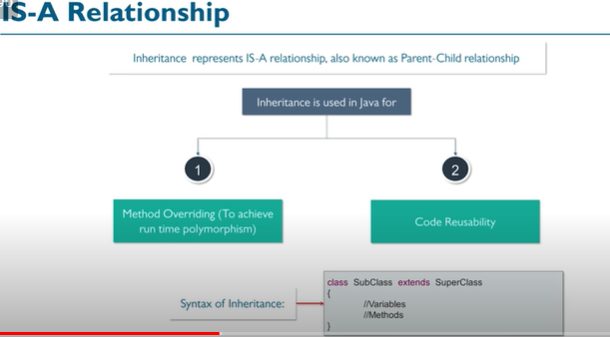 IS-A Relationship
Inheritance represents IS-A relationship, also known as Parent-Child relationship
Inheritance is used in Java for
1
2
Method Overriding (To achieve
run time polymorphism)
Code Reusability
Syntax of Inheritance:
class SubClass extends SuperClass
{
//Variables
//Methods
}